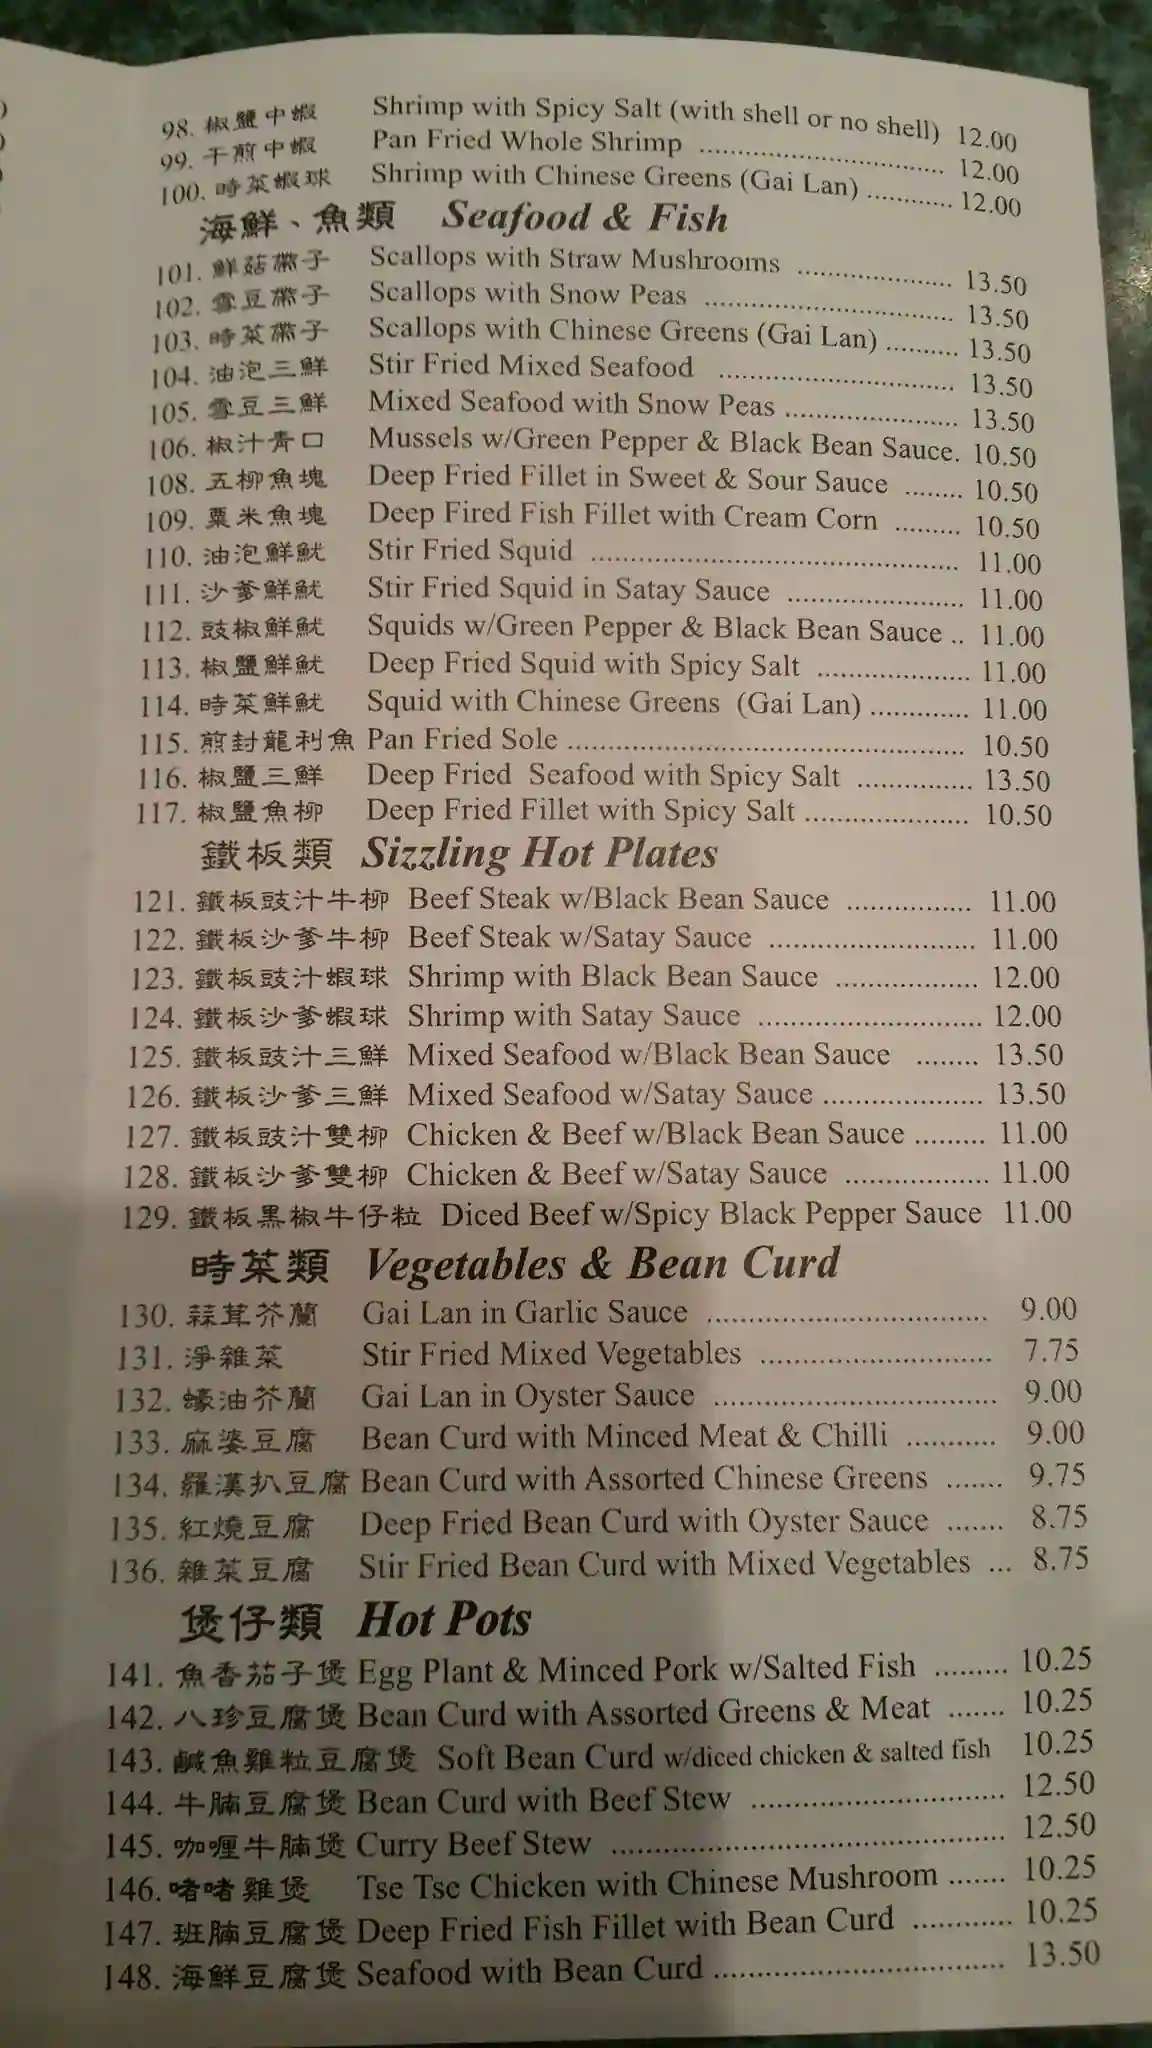 98. 椒鹽中蝦 Shrimp with Spicy Salt (with shell or no shell) 12.00
99. 干煎中蝦 Pan Fried Whole Shrimp ............................. 12.00
100. 時菜蝦球 Shrimp with Chinese Greens (Gai Lan) ............ 12.00
海鮮、魚類 Seafood & Fish
101. 鮮菇帶子 Scallops with Straw Mushrooms ................... 13.50
102. 雪豆帶子 Scallops with Snow Peas .............................. 13.50
103. 時菜帶子 Scallops with Chinese Greens (Gai Lan) .......... 13.50
104. 油泡三鮮 Stir Fried Mixed Seafood ............................ 13.50
105. 雪豆三鮮 Mixed Seafood with Snow Peas ..................... 13.50
106. 椒汁青口 Mussels w/Green Pepper & Black Bean Sauce. 10.50
108. 五柳魚塊 Deep Fried Fillet in Sweet & Sour Sauce ........ 10.50
109. 粟米魚塊 Deep Fired Fish Fillet with Cream Corn ......... 10.50
110. 油泡鮮魷 Stir Fried Squid ............................................ 11.00
111. 沙爹鮮魷 Stir Fried Squid in Satay Sauce ..................... 11.00
112. 豉椒鮮魷 Squids w/Green Pepper & Black Bean Sauce .. 11.00
113. 椒鹽鮮魷 Deep Fried Squid with Spicy Salt .................. 11.00
114. 時菜鮮魷 Squid with Chinese Greens (Gai Lan) ............ 11.00
115. 煎封龍利魚 Pan Fried Sole ............................................... 10.50
116. 椒鹽三鮮 Deep Fried Seafood with Spicy Salt .............. 13.50
117. 椒鹽魚柳 Deep Fried Fillet with Spicy Salt .................... 10.50
鐵板類 Sizzling Hot Plates
121. 鐵板豉汁牛柳 Beef Steak w/Black Bean Sauce ............... 11.00
122. 鐵板沙爹牛柳 Beef Steak w/Satay Sauce ......................... 11.00
123. 鐵板豉汁蝦球 Shrimp with Black Bean Sauce ................. 12.00
124. 鐵板沙爹蝦球 Shrimp with Satay Sauce ........................... 12.00
125. 鐵板豉汁三鮮 Mixed Seafood w/Black Bean Sauce ........ 13.50
126. 鐵板沙爹三鮮 Mixed Seafood w/Satay Sauce ................... 13.50
127. 鐵板豉汁雙柳 Chicken & Beef w/Black Bean Sauce ......... 11.00
128. 鐵板沙爹雙柳 Chicken & Beef w/Satay Sauce ................. 11.00
129. 鐵板黑椒牛仔粒 Diced Beef w/Spicy Black Pepper Sauce 11.00
時菜類 Vegetables & Bean Curd
130. 蒜茸芥蘭 Gai Lan in Garlic Sauce ................................. 9.00
131. 淨雜菜 Stir Fried Mixed Vegetables ............................ 7.75
132. 蠔油芥蘭 Gai Lan in Oyster Sauce .................................. 9.00
133. 麻婆豆腐 Bean Curd with Minced Meat & Chilli ........... 9.00
134. 羅漢扒豆腐 Bean Curd with Assorted Chinese Greens ....... 9.75
135. 紅燒豆腐 Deep Fried Bean Curd with Oyster Sauce ....... 8.75
136. 雜菜豆腐 Stir Fried Bean Curd with Mixed Vegetables ... 8.75
煲仔類 Hot Pots
141. 魚香茄子煲 Egg Plant & Minced Pork w/Salted Fish ......... 10.25
142. 八珍豆腐煲 Bean Curd with Assorted Greens & Meat ....... 10.25
143. 鹹魚雞粒豆腐煲 Soft Bean Curd w/diced chicken & salted fish 10.25
144. 牛腩豆腐煲 Bean Curd with Beef Stew .............................. 12.50
145. 咖喱牛腩煲 Curry Beef Stew ............................................... 12.50
146. 啫啫雞煲 Tse Tse Chicken with Chinese Mushroom ....... 10.25
147. 班腩豆腐煲 Deep Fried Fish Fillet with Bean Curd ............ 10.25
148. 海鮮豆腐煲 Seafood with Bean Curd .................................. 13.50